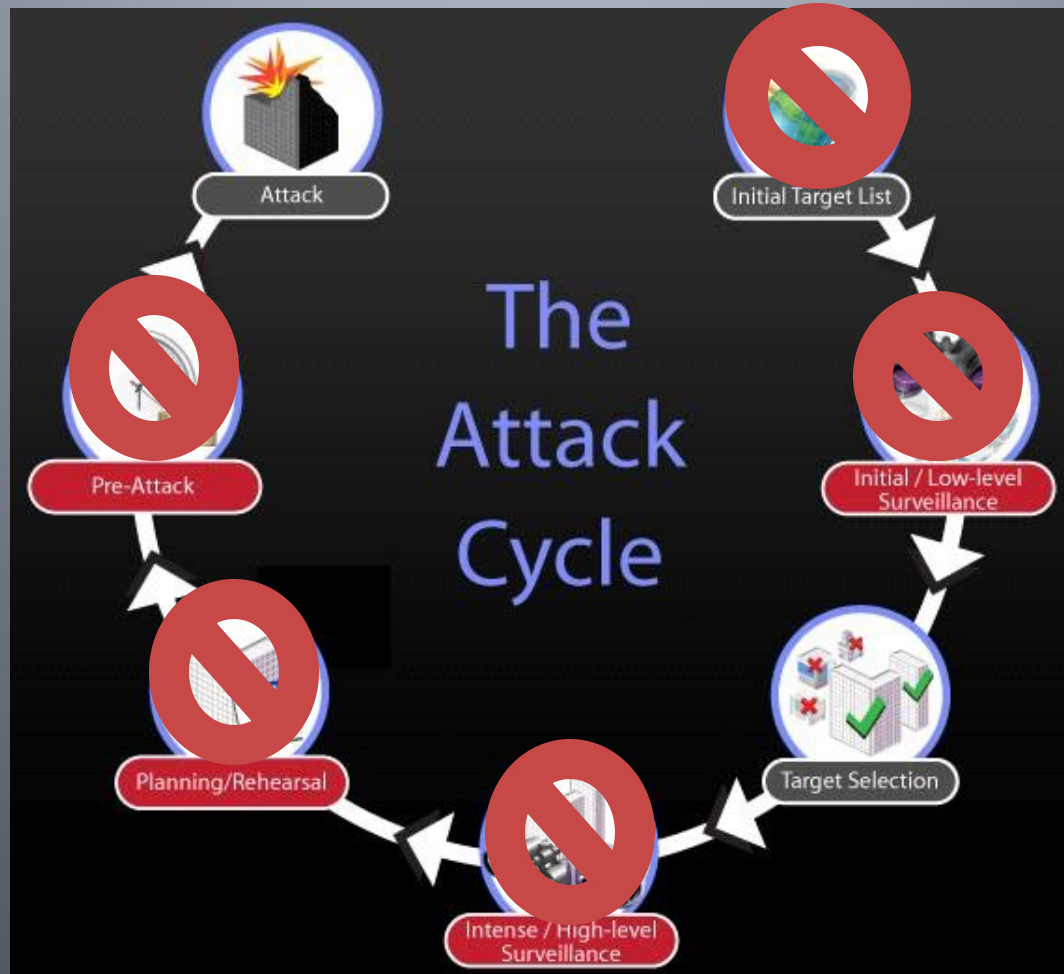 The
Attack
Cycle
Initial Target List
Initial / Low-level
Surveillance
Target Selection
Intense / High-level
Surveillance
Planning/Rehearsal
Pre-Attack
Attack